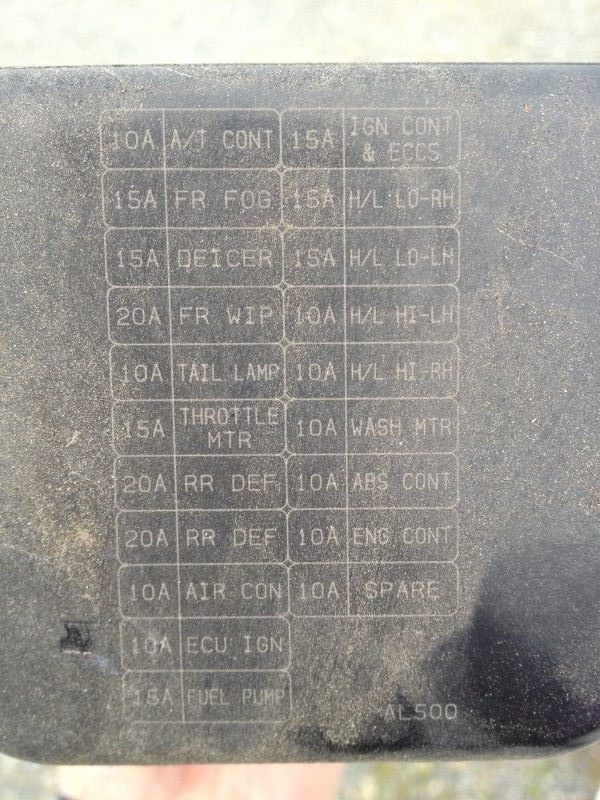 10A A/T CONT 15A IGN CONT
& ECCS
15A FR FOG 15A H/L LO-RH
15A DEICER 15A H/L LO-LH
20A FR WIP 10A H/L HI-LH
10A TAIL LAMP 10A H/L HI-RH
15A THROTTLE
MTR 10A WASH MTR
20A RR DEF 10A ABS CONT
20A RR DEF 10A ENG CONT
10A AIR CON 10A SPARE
10A ECU IGN
15A FUEL PUMP
AL500